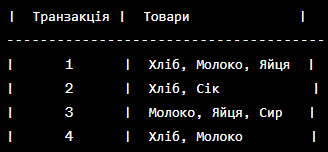 | Транзакція | Товари |
---------------------------------------
| 1 | Хліб, Молоко, Яйця |
| 2 | Хліб, Сік |
| 3 | Молоко, Яйця, Сир |
| 4 | Хліб, Молоко |